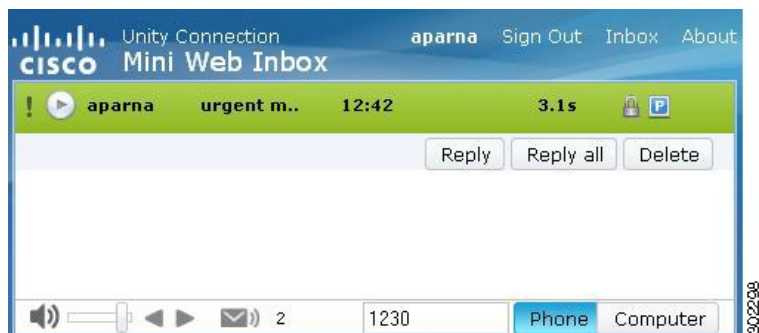 Unity Connection aparna Sign Out Inbox About
CISCO Mini Web Inbox
! aparna urgent m.. 12:42 3.1s P
Reply Reply all Delete
2 1230 Phone Computer
302298